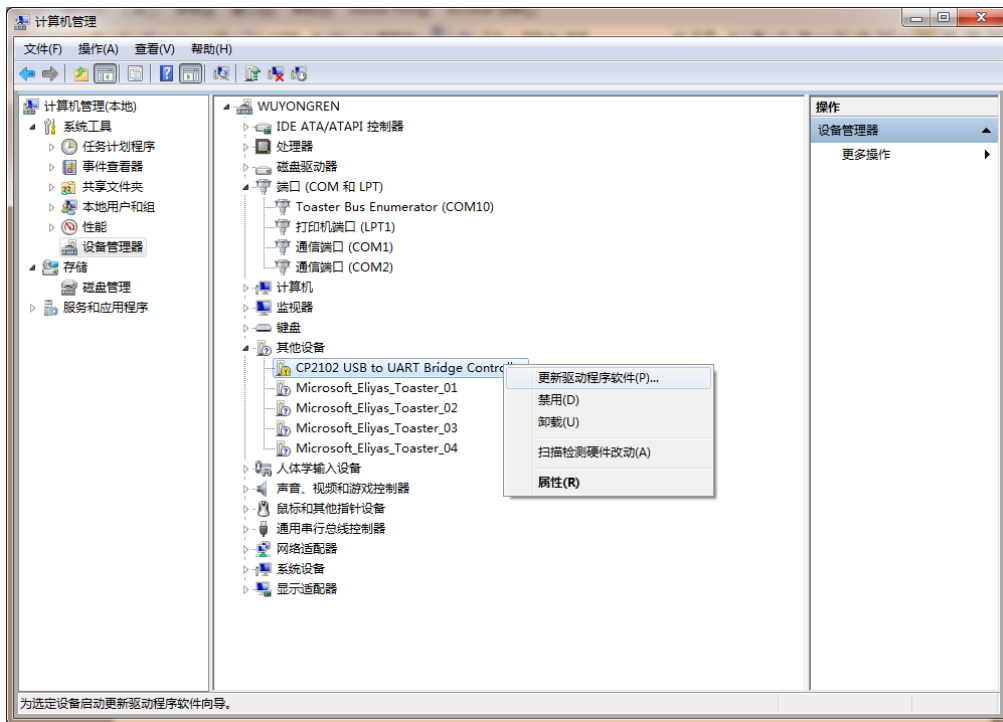 计算机管理
文件(F) 操作(A) 查看(V) 帮助(H)
计算机管理(本地)
系统工具
任务计划程序
事件查看器
共享文件夹
本地用户和组
性能
设备管理器
存储
磁盘管理
服务和应用程序
WUYONGREN
IDE ATA/ATAPI 控制器
处理器
磁盘驱动器
端口 (COM 和 LPT)
Toaster Bus Enumerator (COM10)
打印机端口 (LPT1)
通信端口 (COM1)
通信端口 (COM2)
计算机
监视器
键盘
其他设备
CP2102 USB to UART Bridge Contro
Microsoft_Eliyas_Toaster_01
Microsoft_Eliyas_Toaster_02
Microsoft_Eliyas_Toaster_03
Microsoft_Eliyas_Toaster_04
人体学输入设备
声音、视频和游戏控制器
鼠标和其他指针设备
通用串行总线控制器
网络适配器
系统设备
显示适配器
更新驱动程序软件(P)...
禁用(D)
卸载(U)
扫描检测硬件改动(A)
属性(R)
操作
设备管理器
更多操作
为选定设备启动更新驱动程序软件向导。